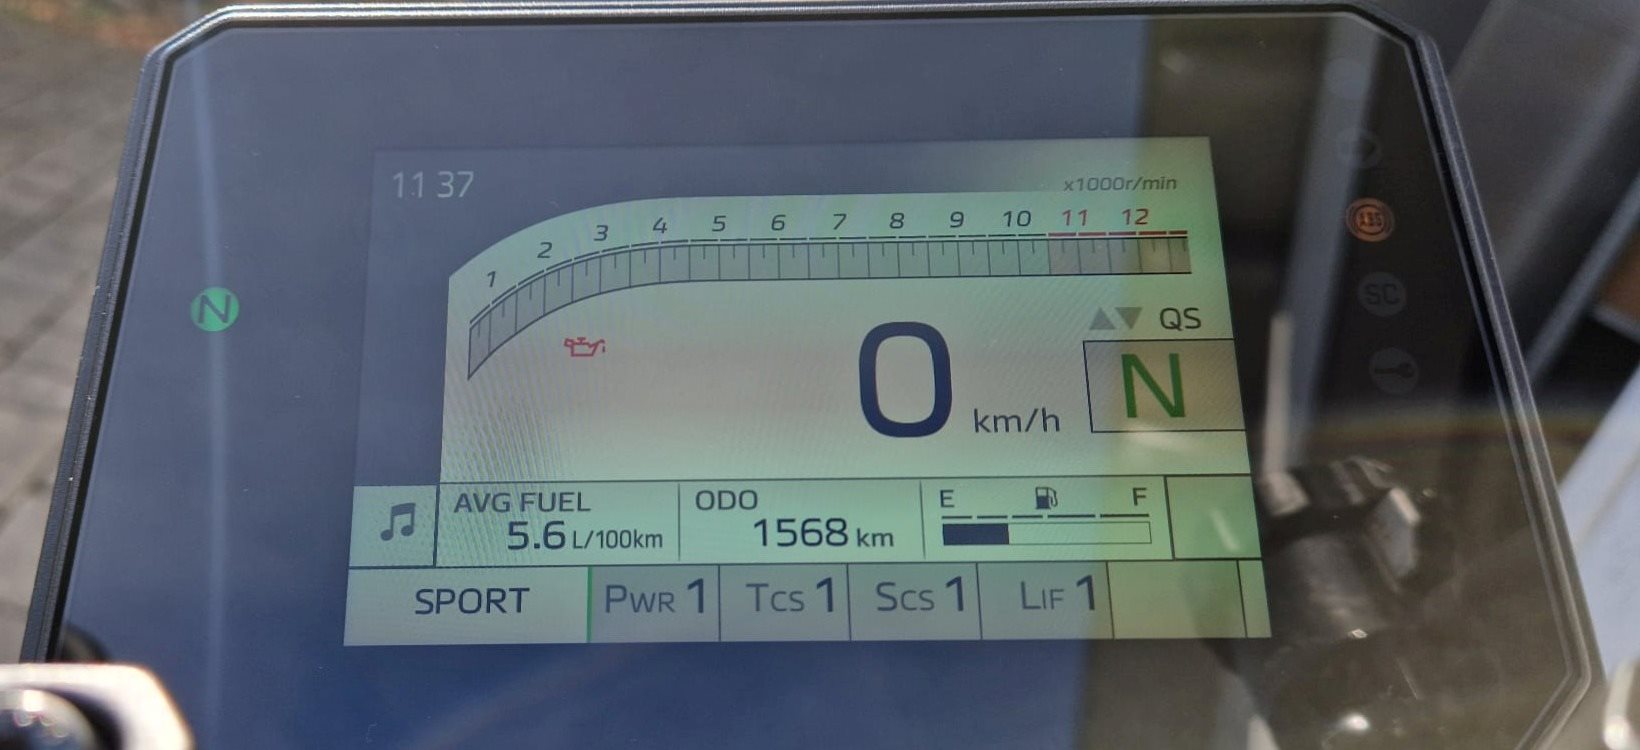 11 37
x1000r/min
1 2 3 4 5 6 7 8 9 10 11 12
ABS
SC
N
QS
0 km/h
N
AVG FUEL
5.6 L/100km
ODO
1568 km
E F
SPORT PWR 1 TCS 1 SCS 1 LIF 1